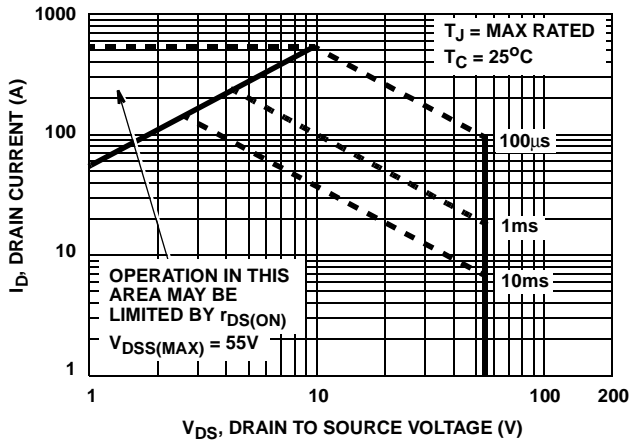 1000
100
10
1
I_D, DRAIN CURRENT (A)
T_J = MAX RATED
T_C = 25°C
100µs
1ms
10ms
OPERATION IN THIS
AREA MAY BE
LIMITED BY r_DS(ON)
V_DSS(MAX) = 55V
1
10
100
200
V_DS, DRAIN TO SOURCE VOLTAGE (V)